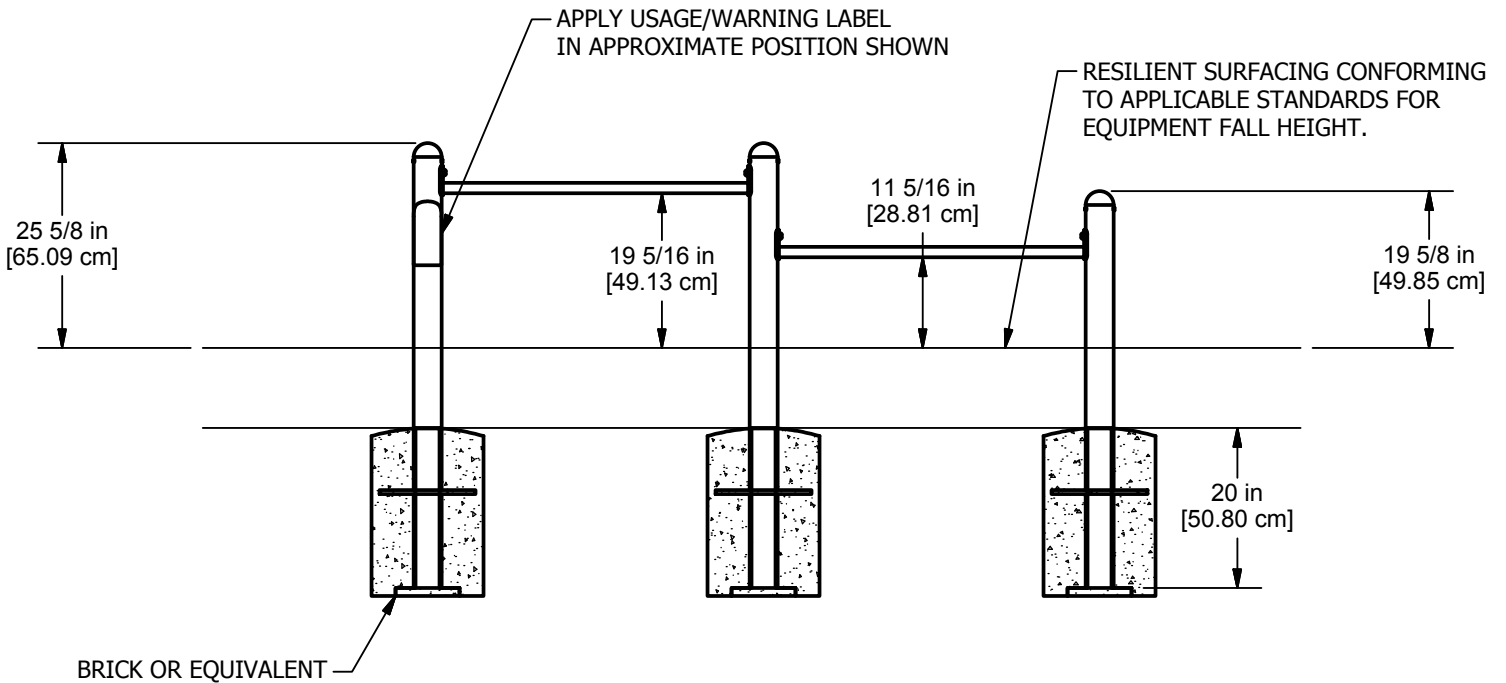 APPLY USAGE/WARNING LABEL
IN APPROXIMATE POSITION SHOWN
RESILIENT SURFACING CONFORMING
TO APPLICABLE STANDARDS FOR
EQUIPMENT FALL HEIGHT.
25 5/8 in
[65.09 cm]
19 5/16 in
[49.13 cm]
11 5/16 in
[28.81 cm]
19 5/8 in
[49.85 cm]
20 in
[50.80 cm]
BRICK OR EQUIVALENT